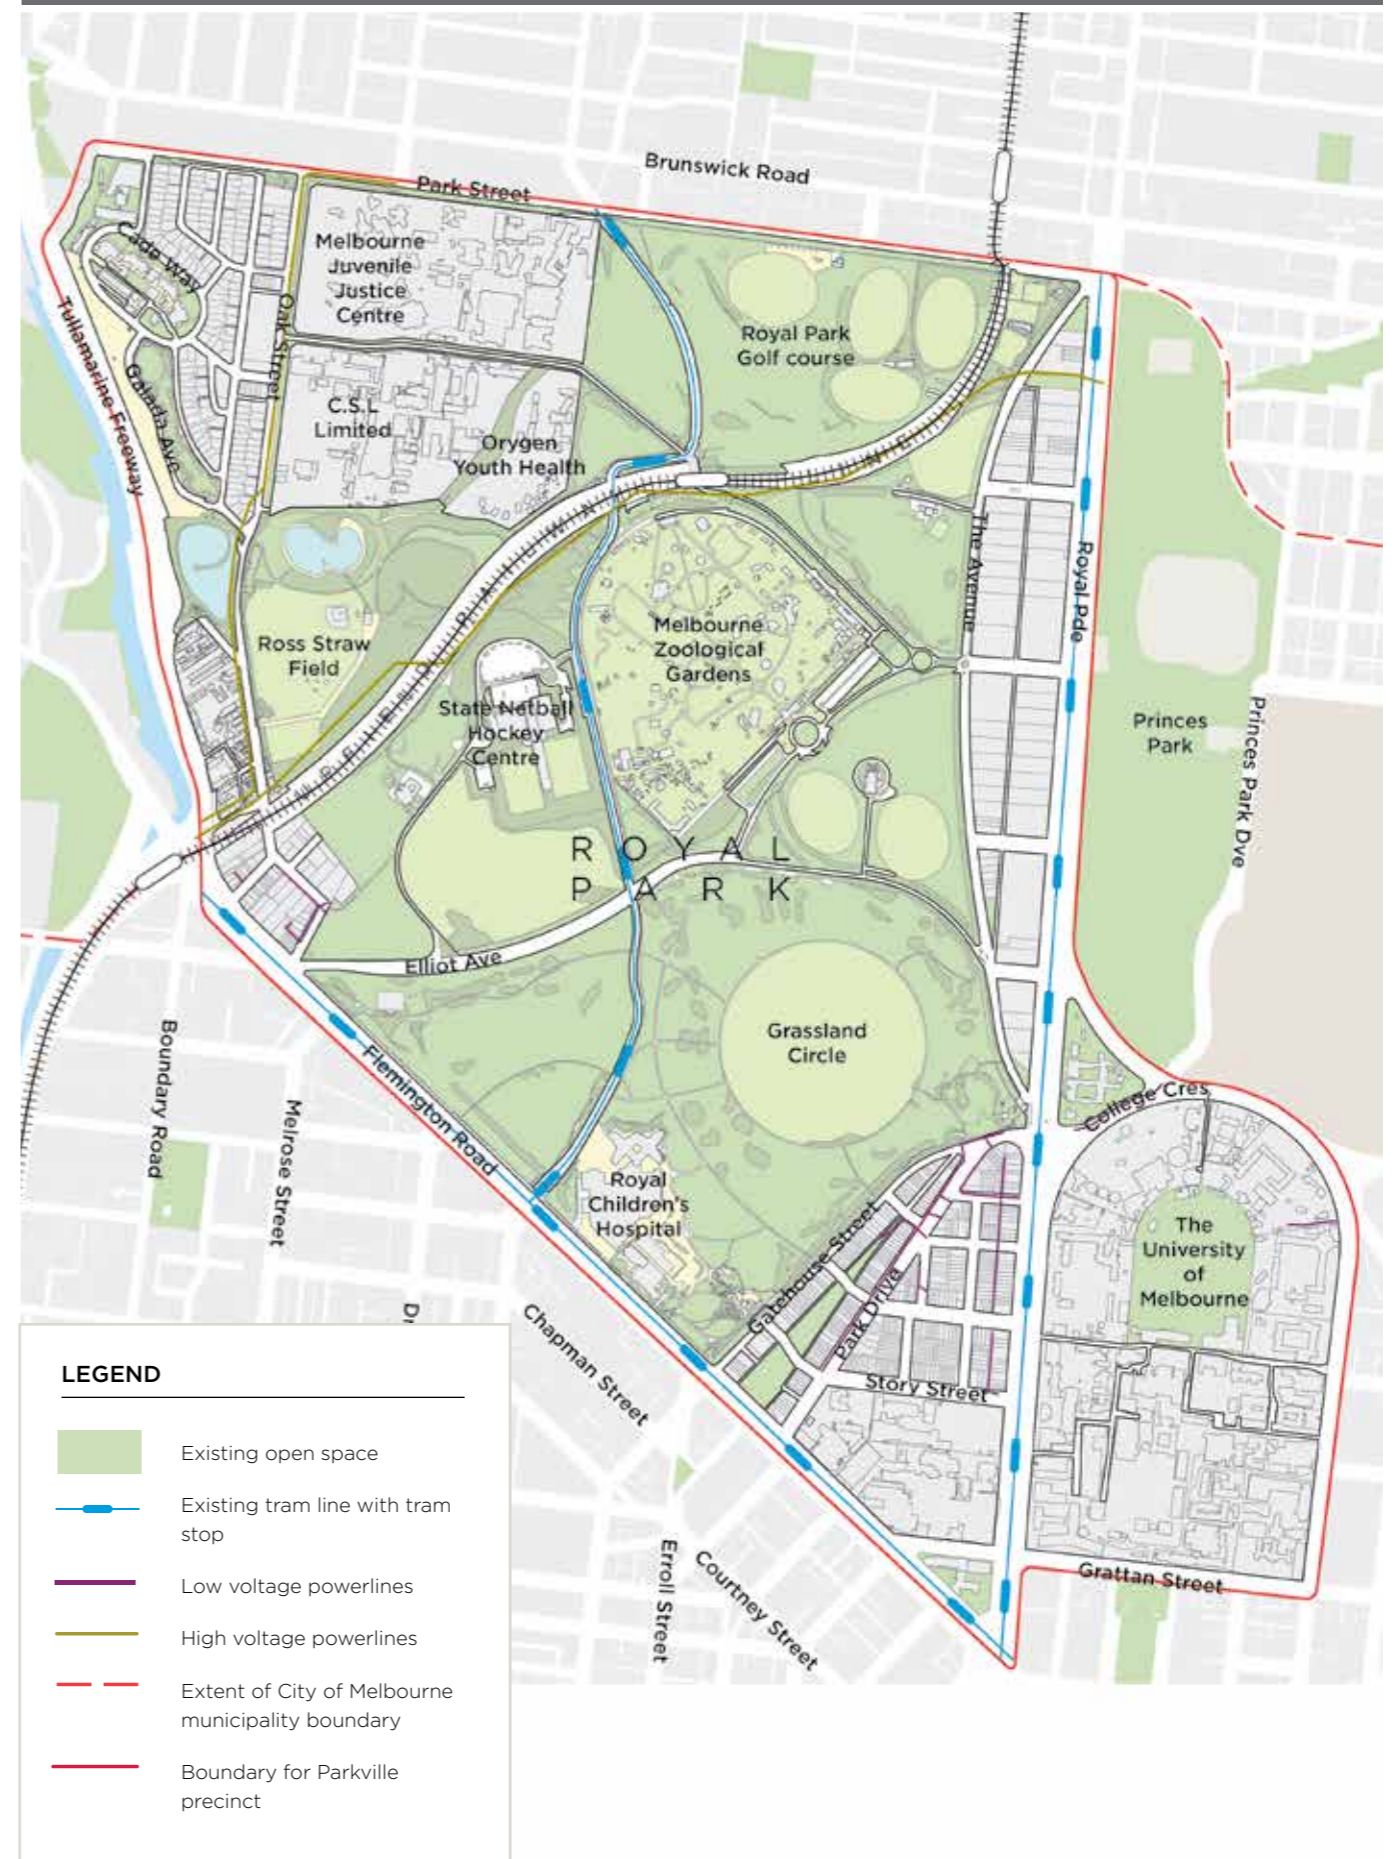 Brunswick Road
Park Street
Melbourne
Juvenile
Justice
Centre
Cade Way
Oak Street
Tullamarine Freeway
Galada Ave
Royal Park
Golf course
C.S.L
Limited
Orygen
Youth Health
UPFIELD
The Avenue
Royal Pde
Ross Straw
Field
Melbourne
Zoological
Gardens
State Netball
Hockey
Centre
Princes
Park
Princes Park Dve
ROYAL
PARK
Elliot Ave
Grassland
Circle
Boundary Road
Melrose Street
Flemington Road
College Cres
Royal
Children's
Hospital
Gatehouse Street
Park Drive
The
University
of
Melbourne
Chapman Street
Story Street
Erroll Street
Courtney Street
Grattan Street
LEGEND
Existing open space
Existing tram line with tram
stop
Low voltage powerlines
High voltage powerlines
Extent of City of Melbourne
municipality boundary
Boundary for Parkville
precinct